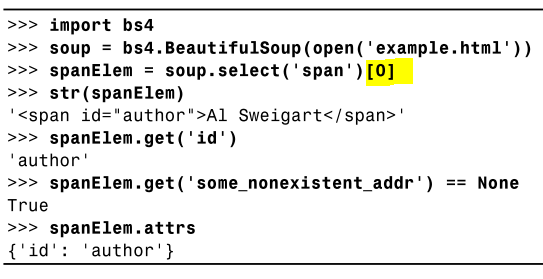 >>> import bs4
>>> soup = bs4.BeautifulSoup(open('example.html'))
>>> spanElem = soup.select('span')[0]
>>> str(spanElem)
'<span id="author">Al Sweigart</span>'
>>> spanElem.get('id')
'author'
>>> spanElem.get('some_nonexistent_addr') == None
True
>>> spanElem.attrs
{'id': 'author'}